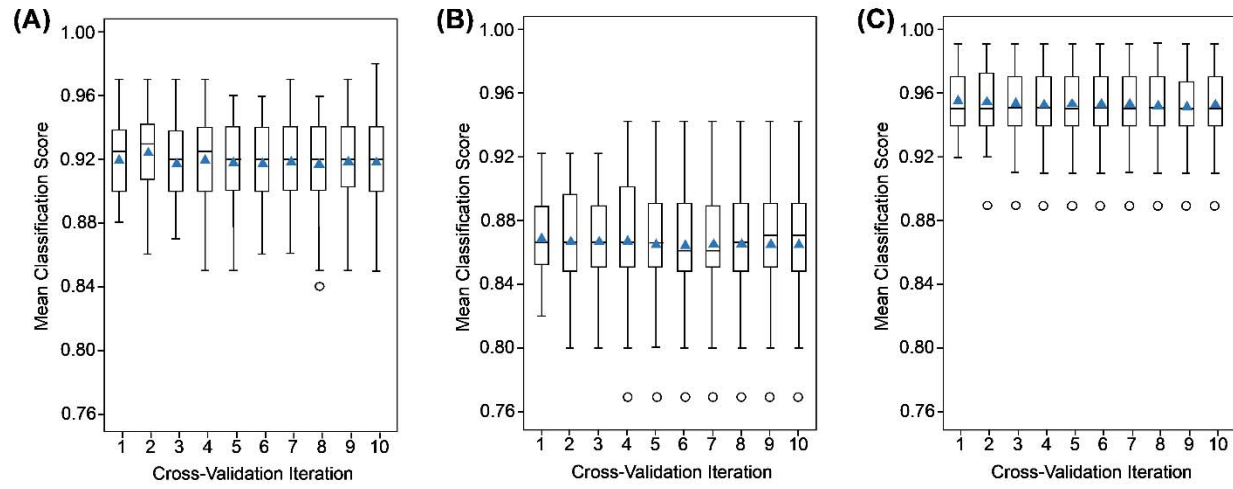 (A)
Mean Classification Score
1.00
0.96
0.92
0.88
0.84
0.80
0.76
1 2 3 4 5 6 7 8 9 10
Cross-Validation Iteration
(B)
Mean Classification Score
1.00
0.96
0.92
0.88
0.84
0.80
0.76
1 2 3 4 5 6 7 8 9 10
Cross-Validation Iteration
(C)
Mean Classification Score
1.00
0.96
0.92
0.88
0.84
0.80
0.76
1 2 3 4 5 6 7 8 9 10
Cross-Validation Iteration